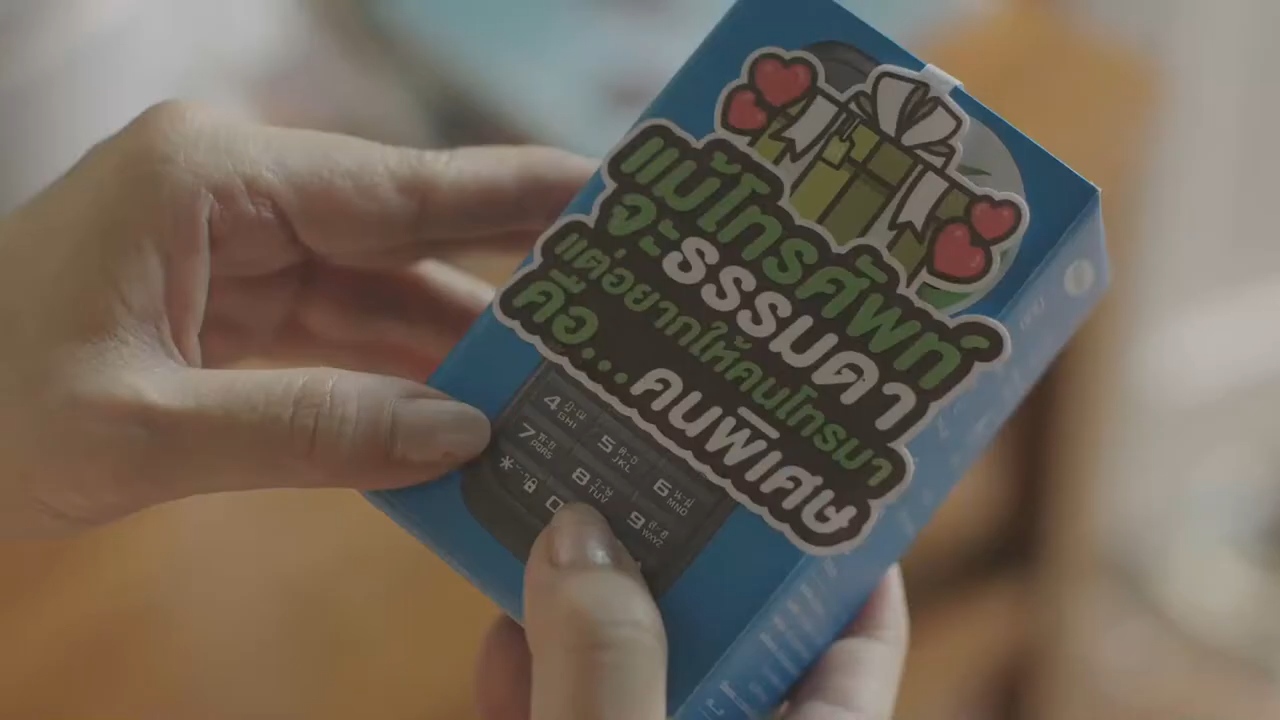 แม้โทรศัพท์
จะธรรมดา
แต่อยากให้คนโทรมา
คือ...คนพิเศษ
4 GHI
5 JKL
6 MNO
7 PQRS
8 TUV
9 WXYZ
* 0